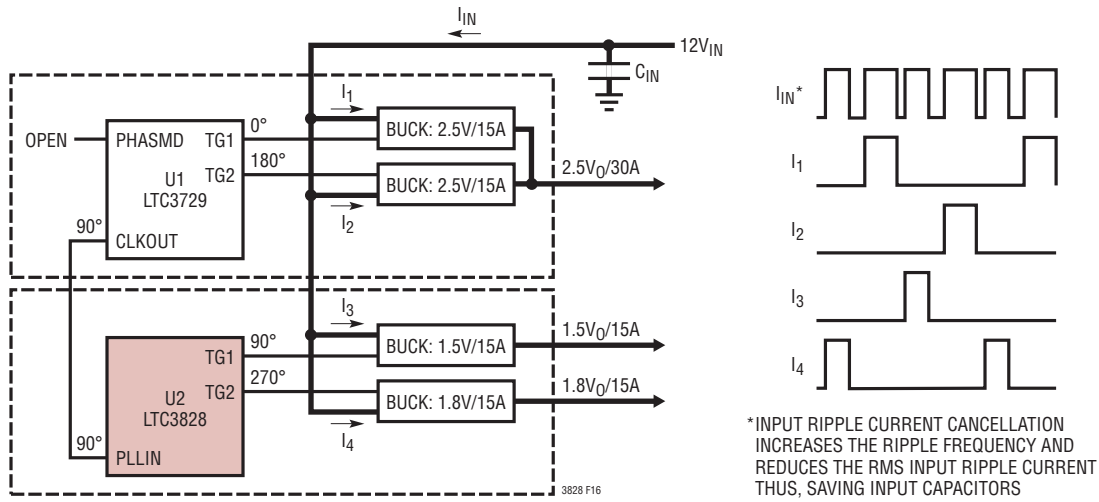 I_IN
12V_IN
C_IN
I_1
BUCK: 2.5V/15A
OPEN
PHASMD
TG1
0°
U1
LTC3729
TG2
180°
BUCK: 2.5V/15A
2.5V_O/30A
I_2
90°
CLKOUT
I_3
BUCK: 1.5V/15A
1.5V_O/15A
TG1
90°
U2
LTC3828
TG2
270°
BUCK: 1.8V/15A
1.8V_O/15A
I_4
90°
PLLIN
3828 F16
I_IN*
I_1
I_2
I_3
I_4
*INPUT RIPPLE CURRENT CANCELLATION
INCREASES THE RIPPLE FREQUENCY AND
REDUCES THE RMS INPUT RIPPLE CURRENT
THUS, SAVING INPUT CAPACITORS